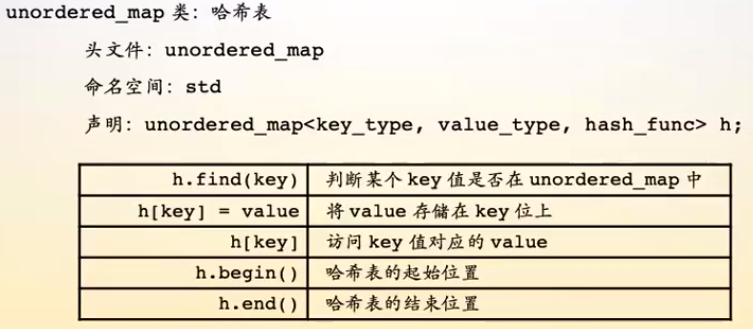 unordered_map 类: 哈希表
头文件: unordered_map
命名空间: std
声明: unordered_map<key_type, value_type, hash_func> h;
h.find(key) 判断某个 key 值是否在 unordered_map 中
h[key] = value 将 value 存储在 key 位上
h[key] 访问 key 值对应的 value
h.begin() 哈希表的起始位置
h.end() 哈希表的结束位置